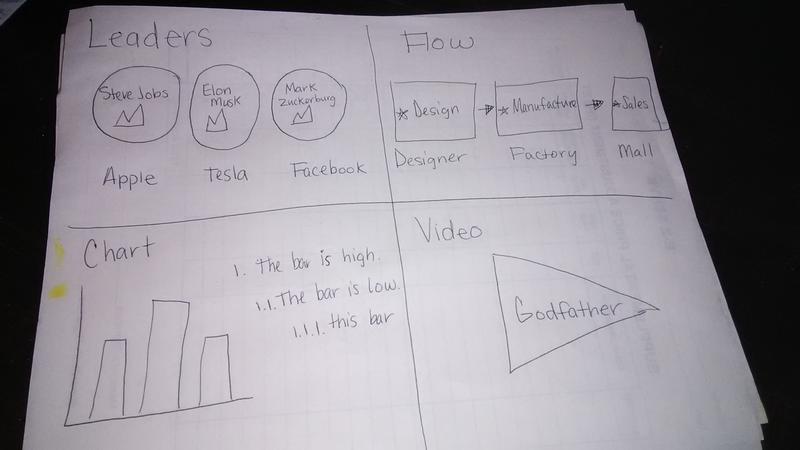 Leaders
Steve Jobs
Elon
Musk
Mark
Zuckerburg
Apple
Tesla
Facebook
Flow
Design
Manufacture
Sales
Designer
Factory
Mall
Chart
1. The bar is high.
1.1. The bar is low.
1.1.1. this bar
Video
Godfather